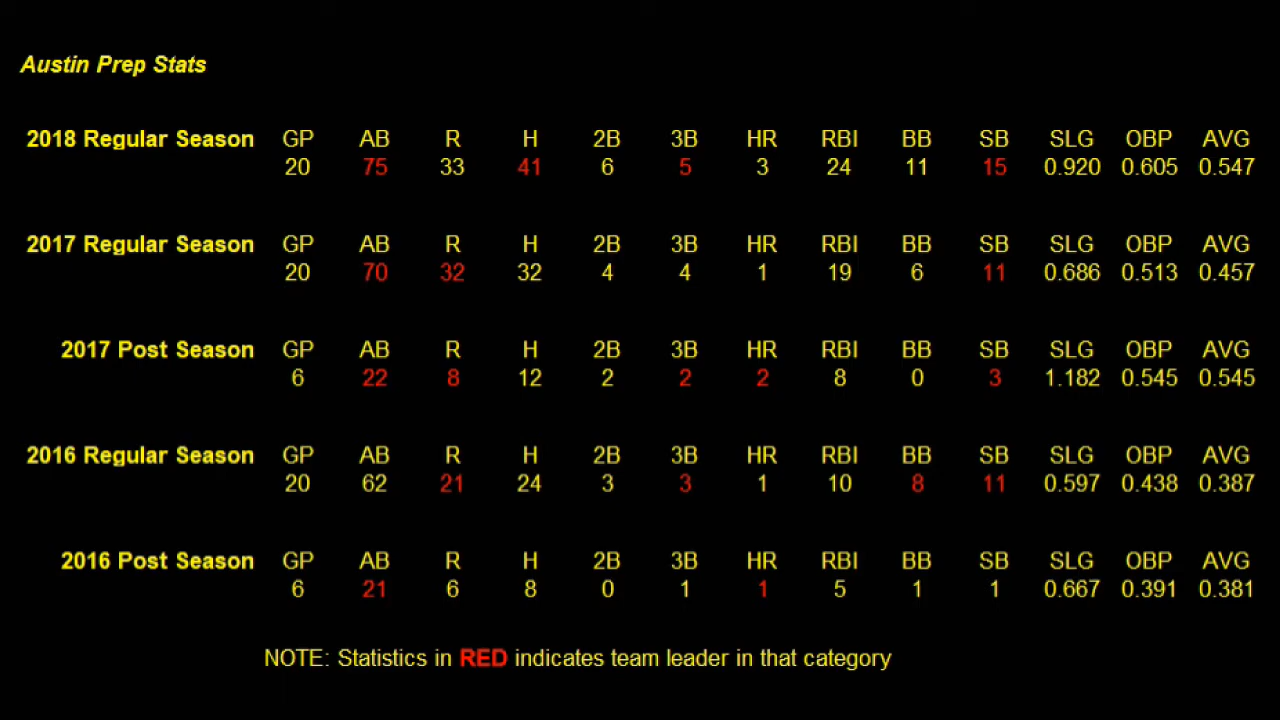 Austin Prep Stats
2018 Regular Season GP AB R H 2B 3B HR RBI BB SB SLG OBP AVG
20 75 33 41 6 5 3 24 11 15 0.920 0.605 0.547
2017 Regular Season GP AB R H 2B 3B HR RBI BB SB SLG OBP AVG
20 70 32 32 4 4 1 19 6 11 0.686 0.513 0.457
2017 Post Season GP AB R H 2B 3B HR RBI BB SB SLG OBP AVG
6 22 8 12 2 2 2 8 0 3 1.182 0.545 0.545
2016 Regular Season GP AB R H 2B 3B HR RBI BB SB SLG OBP AVG
20 62 21 24 3 3 1 10 8 11 0.597 0.438 0.387
2016 Post Season GP AB R H 2B 3B HR RBI BB SB SLG OBP AVG
6 21 6 8 0 1 1 5 1 1 0.667 0.391 0.381
NOTE: Statistics in RED indicates team leader in that category